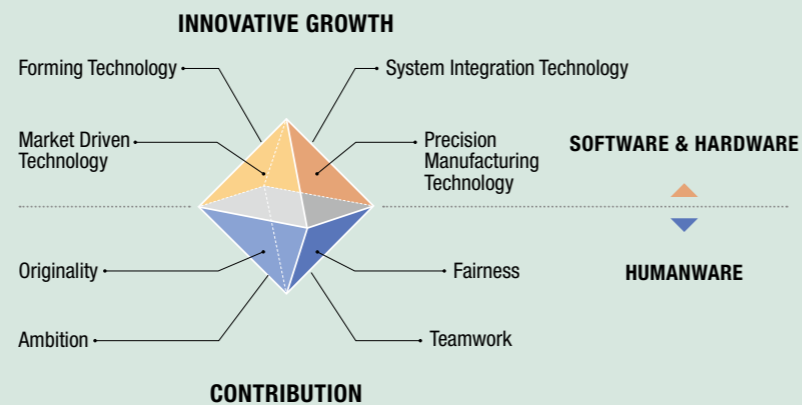 INNOVATIVE GROWTH
Forming Technology
System Integration Technology
Market Driven
Technology
Precision
Manufacturing
Technology
SOFTWARE & HARDWARE
Originality
Fairness
HUMANWARE
Ambition
Teamwork
CONTRIBUTION